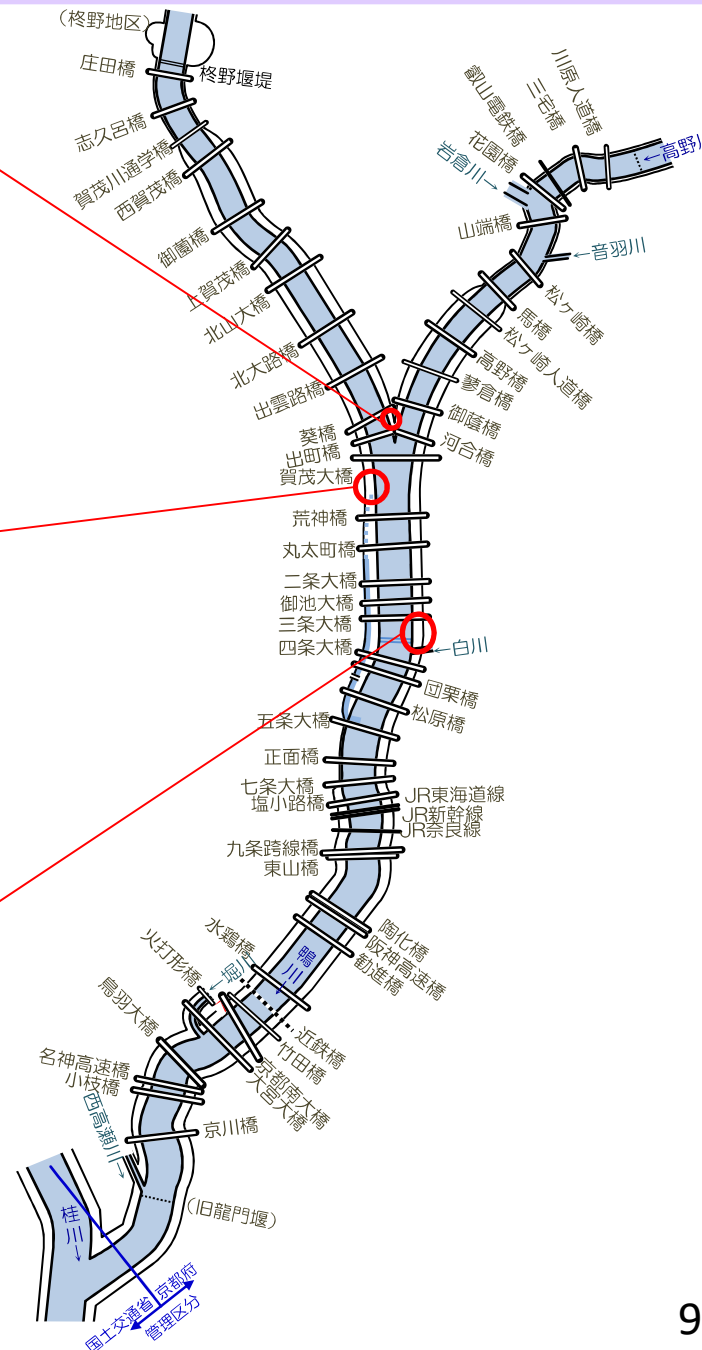 (柊野地区)
庄田橋
柊野堰堤
志久呂橋
賀茂川通学橋
西賀茂橋
御薗橋
上賀茂橋
北山大橋
北大路橋
出雲路橋
葵橋
出町橋
賀茂大橋
川原人道橋
三宅橋
叡山電鉄橋
花園橋
岩倉川→
←高野川
山端橋
←音羽川
松ヶ崎橋
馬橋
松ヶ崎人道橋
高野橋
蓼倉橋
御蔭橋
河合橋
荒神橋
丸太町橋
二条大橋
御池大橋
三条大橋
四条大橋
←白川
団栗橋
松原橋
五条大橋
正面橋
七条大橋
塩小路橋
JR東海道線
JR新幹線
JR奈良線
九条跨線橋
東山橋
陶化橋
阪神高速橋
勧進橋
水鶏橋
鴨川→
火打形橋
鳥羽大橋
近鉄橋
竹田橋
京都南大橋
大宮大橋
名神高速橋
小枝橋
西高瀬川→
京川橋
(旧龍門堰)
桂川→
国土交通省 京都府
管理区分
9